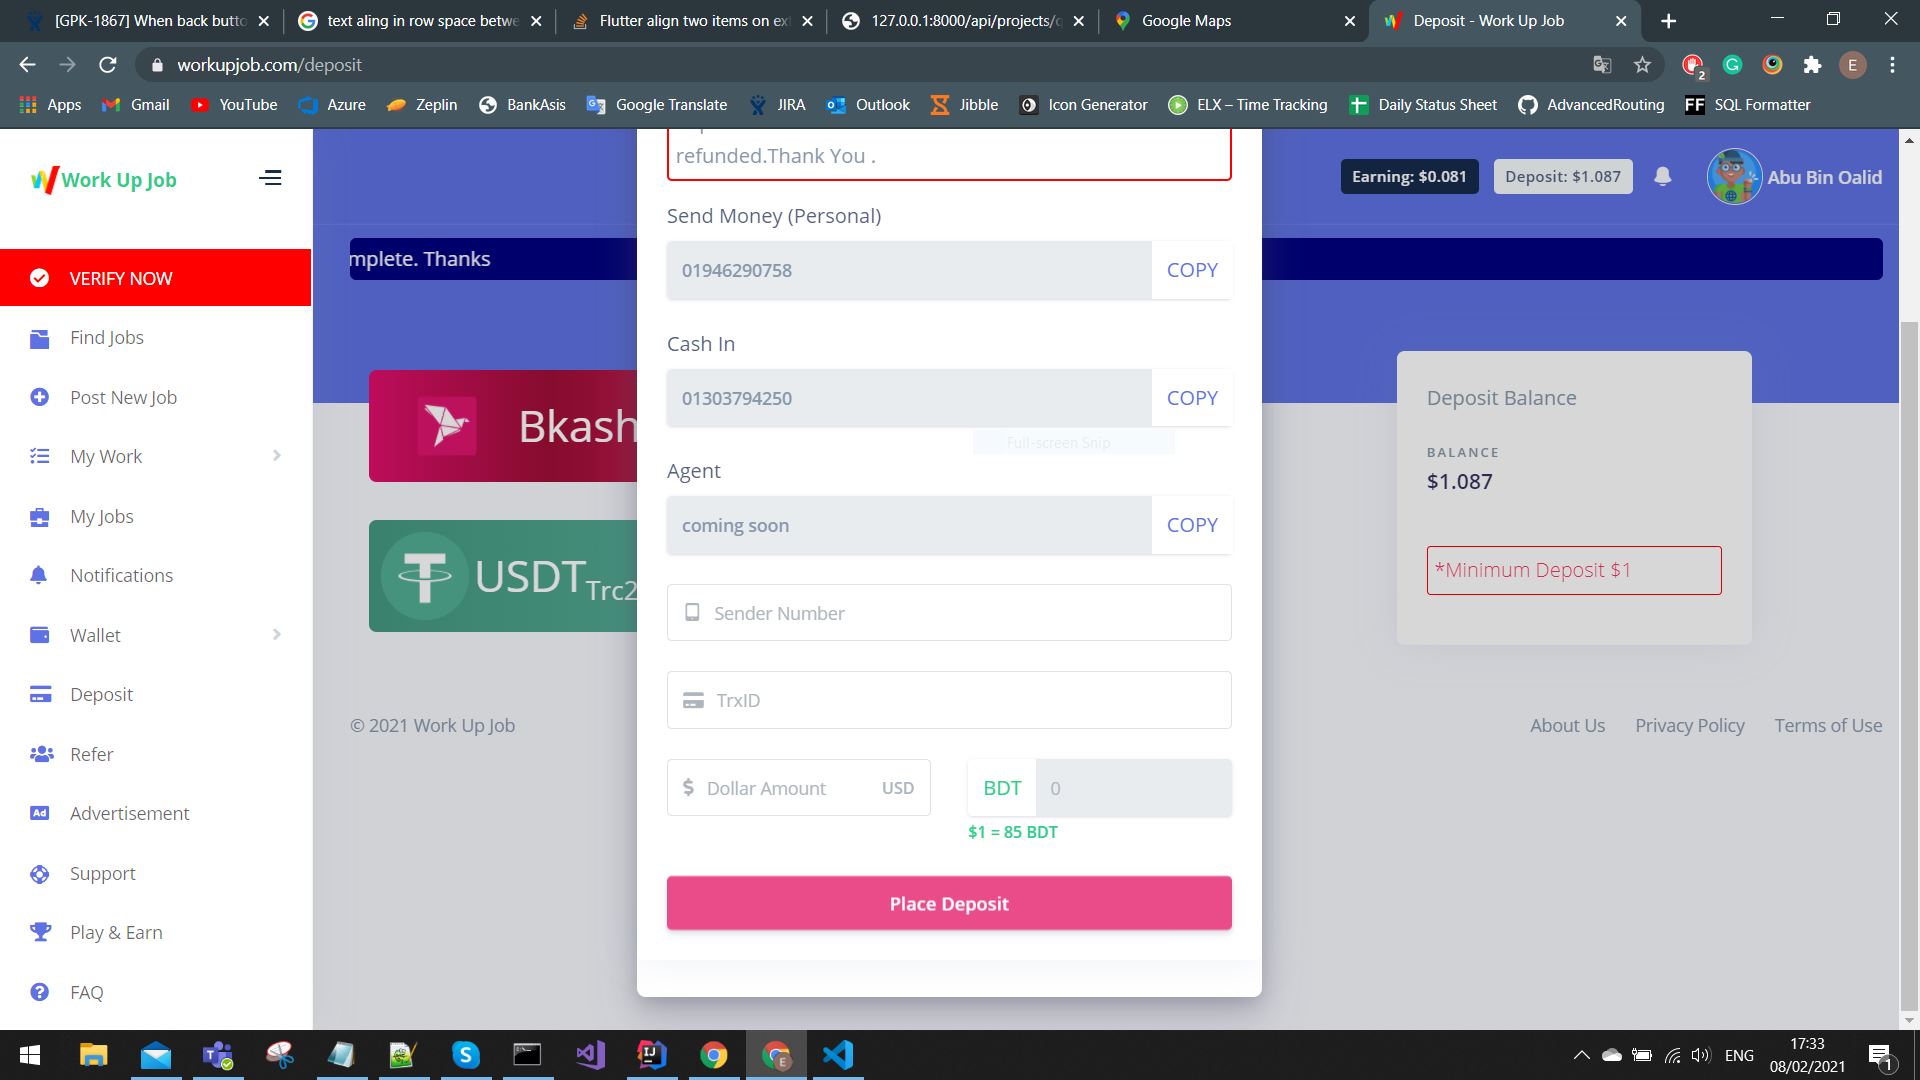 [GPK-1867] When back butto
text aling in row space betwe
Flutter align two items on ext
127.0.0.1:8000/api/projects/q
Google Maps
Deposit - Work Up Job
workupjob.com/deposit
2
E
Apps
Gmail
YouTube
Azure
Zeplin
BankAsis
Google Translate
JIRA
Outlook
Jibble
Icon Generator
ELX – Time Tracking
Daily Status Sheet
AdvancedRouting
FF SQL Formatter
Work Up Job
VERIFY NOW
Find Jobs
Post New Job
My Work
My Jobs
Notifications
Wallet
Deposit
Refer
Ad Advertisement
Support
Play & Earn
FAQ
Earning: $0.081
Deposit: $1.087
Abu Bin Oalid
mplete. Thanks
Bkash
USDT Trc2
© 2021 Work Up Job
refunded.Thank You .
Send Money (Personal)
01946290758 COPY
Cash In
01303794250 COPY
Full-screen Snip
Agent
coming soon COPY
Sender Number
TrxID
$ Dollar Amount USD
BDT 0
$1 = 85 BDT
Place Deposit
Deposit Balance
BALANCE
$1.087
*Minimum Deposit $1
About Us
Privacy Policy
Terms of Use
ENG
17:33
08/02/2021
1